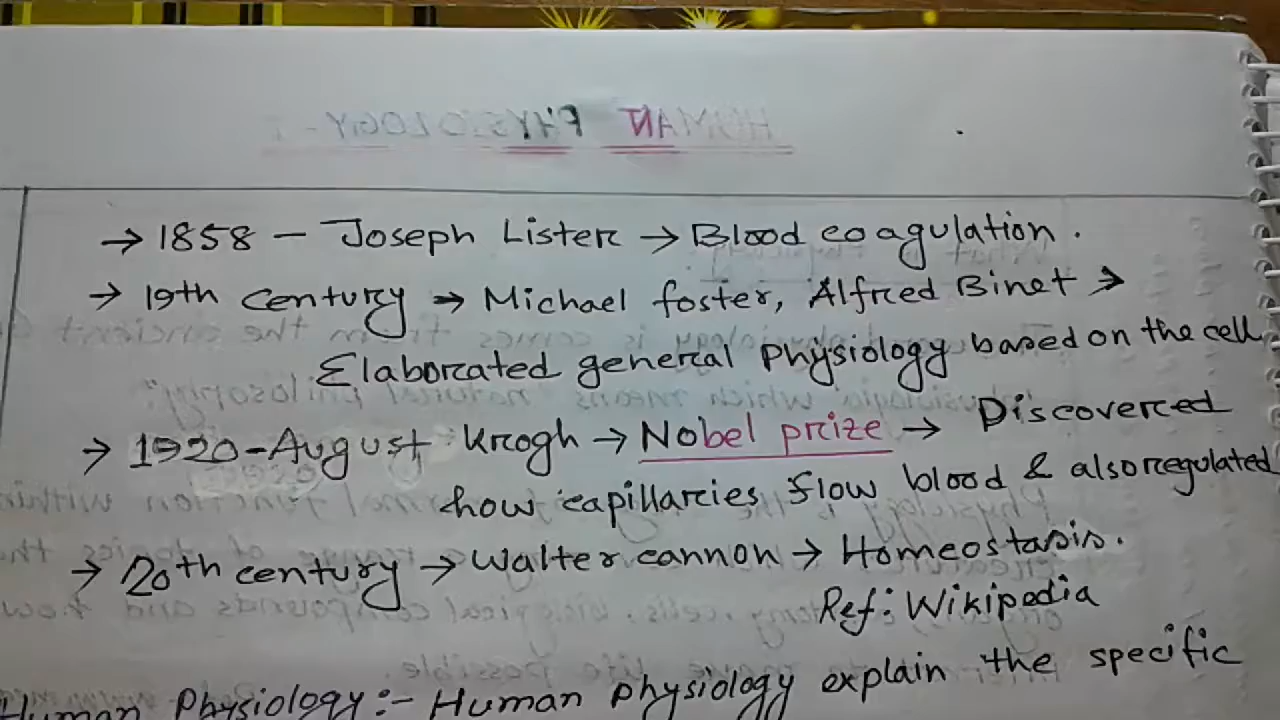 → 1858 - Joseph Lister → Blood coagulation.
→ 19th century → Michael foster, Alfred Binet →
Elaborated general physiology based on the cell
→ 1920-August Krogh → Nobel prize → Discovered
how capillaries flow blood & also regulated
→ 20th century → Walter cannon → Homeostasis.
Ref: Wikipedia
Human Physiology:- Human physiology explain the specific